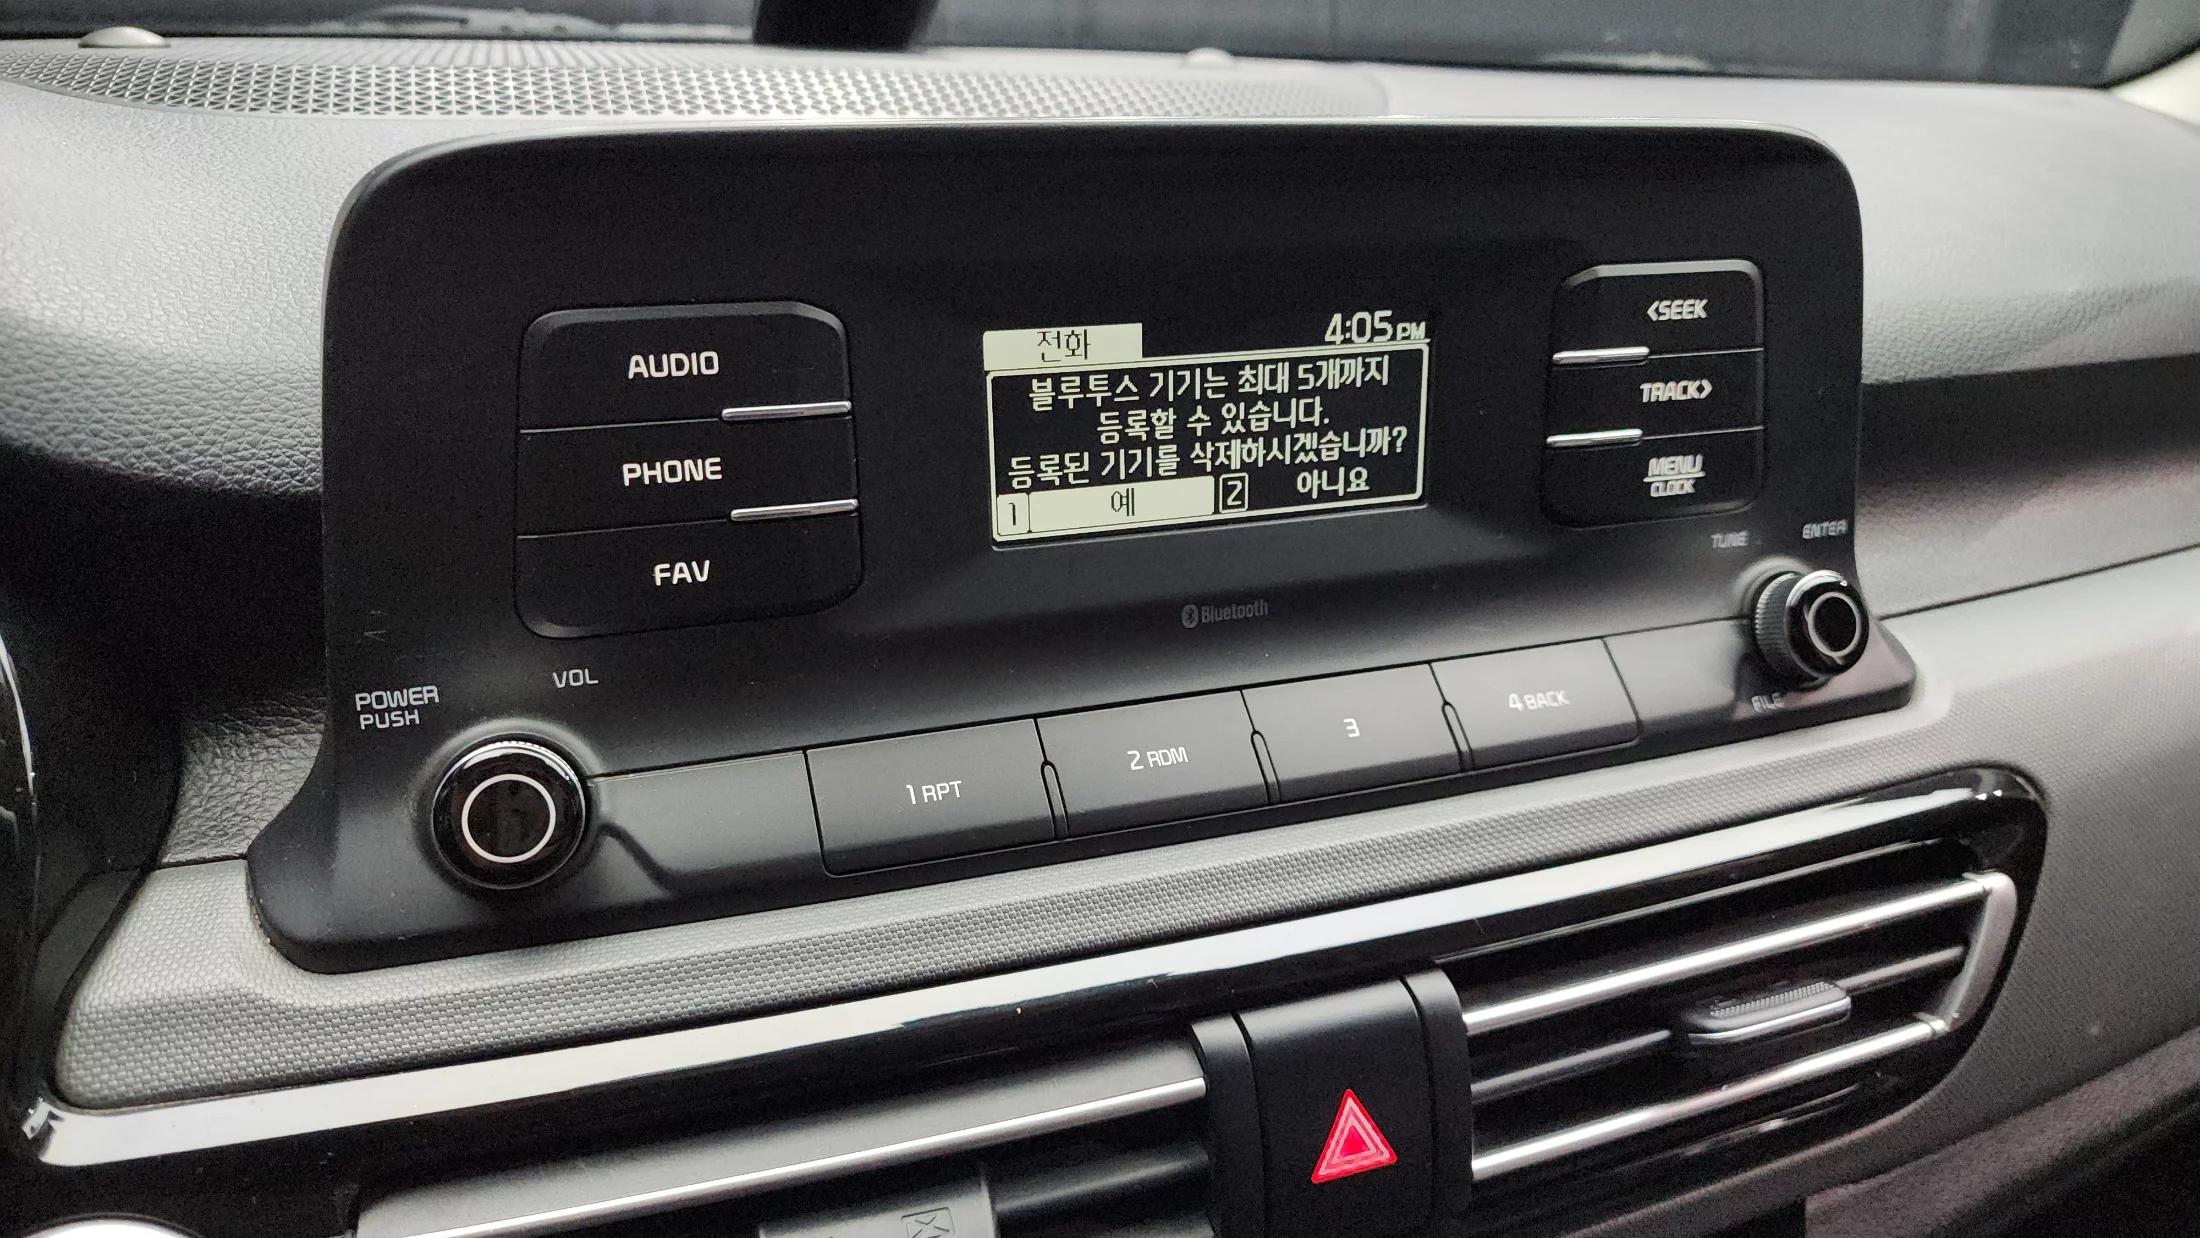 AUDIO
PHONE
FAV
전화
4:05 PM
블루투스 기기는 최대 5개까지
등록할 수 있습니다.
등록된 기기를 삭제하시겠습니까?
1 예 2 아니요
<SEEK
TRACK>
MENU
CLOCK
TUNE
ENTER
FILE
Bluetooth
POWER
PUSH
VOL
1 RPT
2 RDM
3
4 BACK